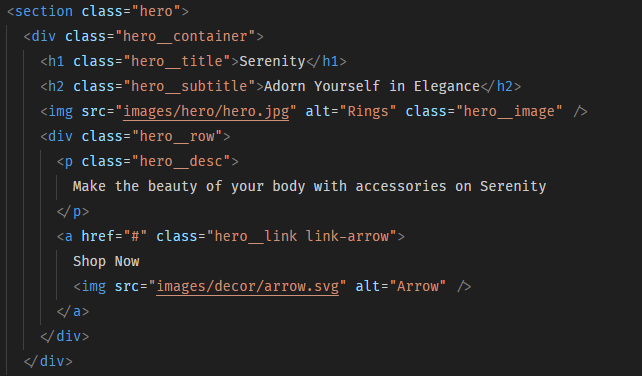 <section class="hero">
<div class="hero__container">
<h1 class="hero__title">Serenity</h1>
<h2 class="hero__subtitle">Adorn Yourself in Elegance</h2>
<img src="images/hero/hero.jpg" alt="Rings" class="hero__image" />
<div class="hero__row">
<p class="hero__desc">
Make the beauty of your body with accessories on Serenity
</p>
<a href="#" class="hero__link link-arrow">
Shop Now
<img src="images/decor/arrow.svg" alt="Arrow" />
</a>
</div>
</div>